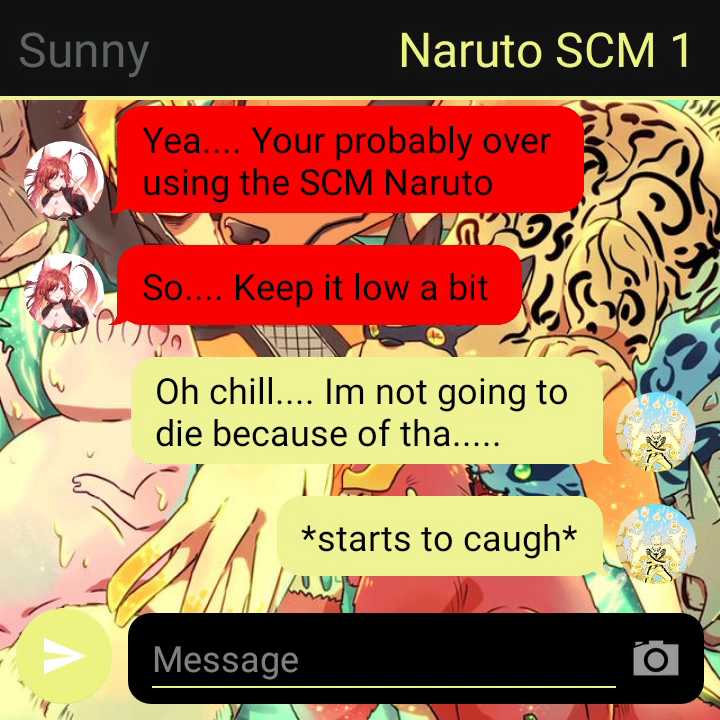 Sunny
Naruto SCM 1
Yea.... Your probably over
using the SCM Naruto
So.... Keep it low a bit
Oh chill.... Im not going to
die because of tha.....
*starts to caugh*
Message